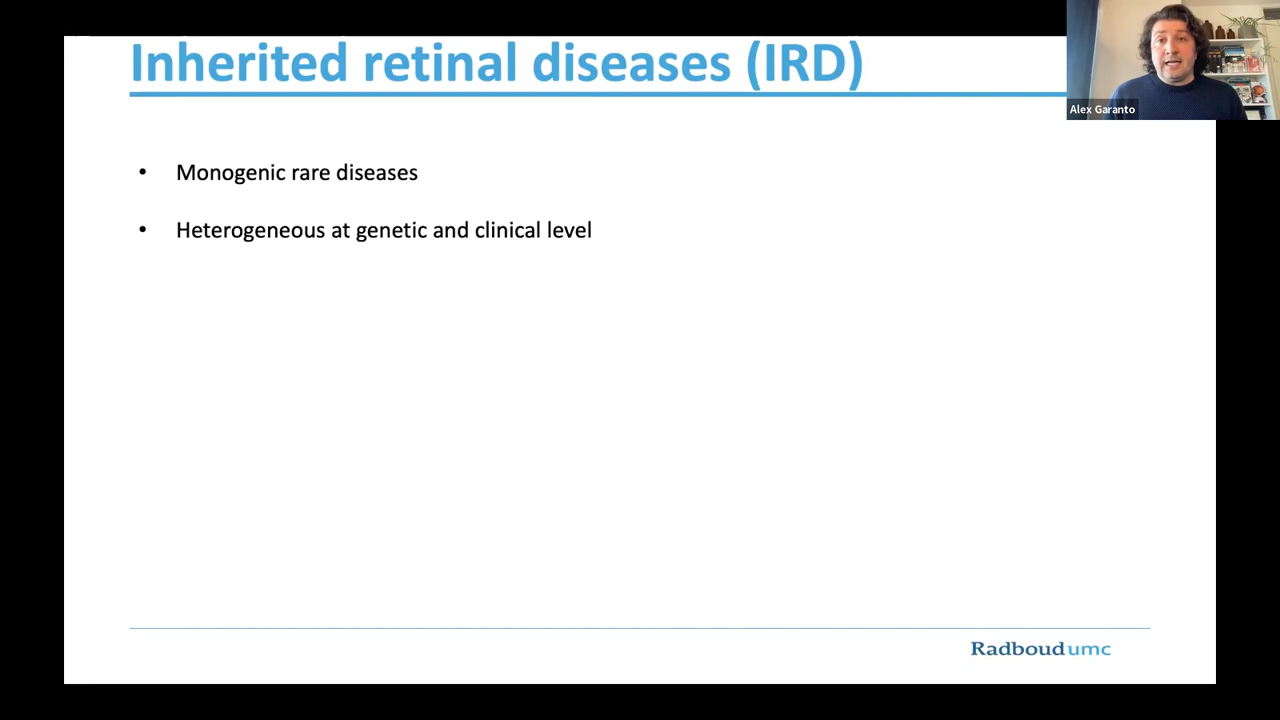 Inherited retinal diseases (IRD)
Alex Garanto
• Monogenic rare diseases
• Heterogeneous at genetic and clinical level
Radboudumc